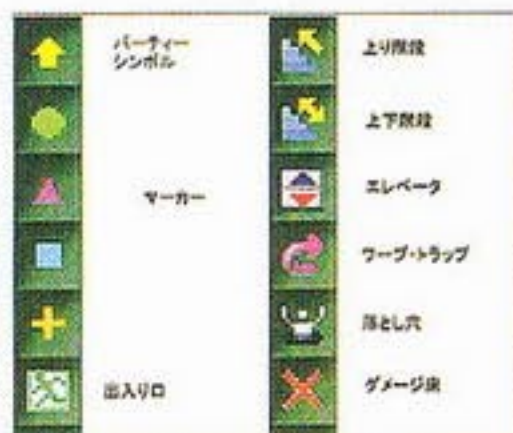 パーティー
シンボル
マーカー
出入り口
上り階段
上下階段
エレベータ
ワープ・トラップ
落とし穴
ダメージ床